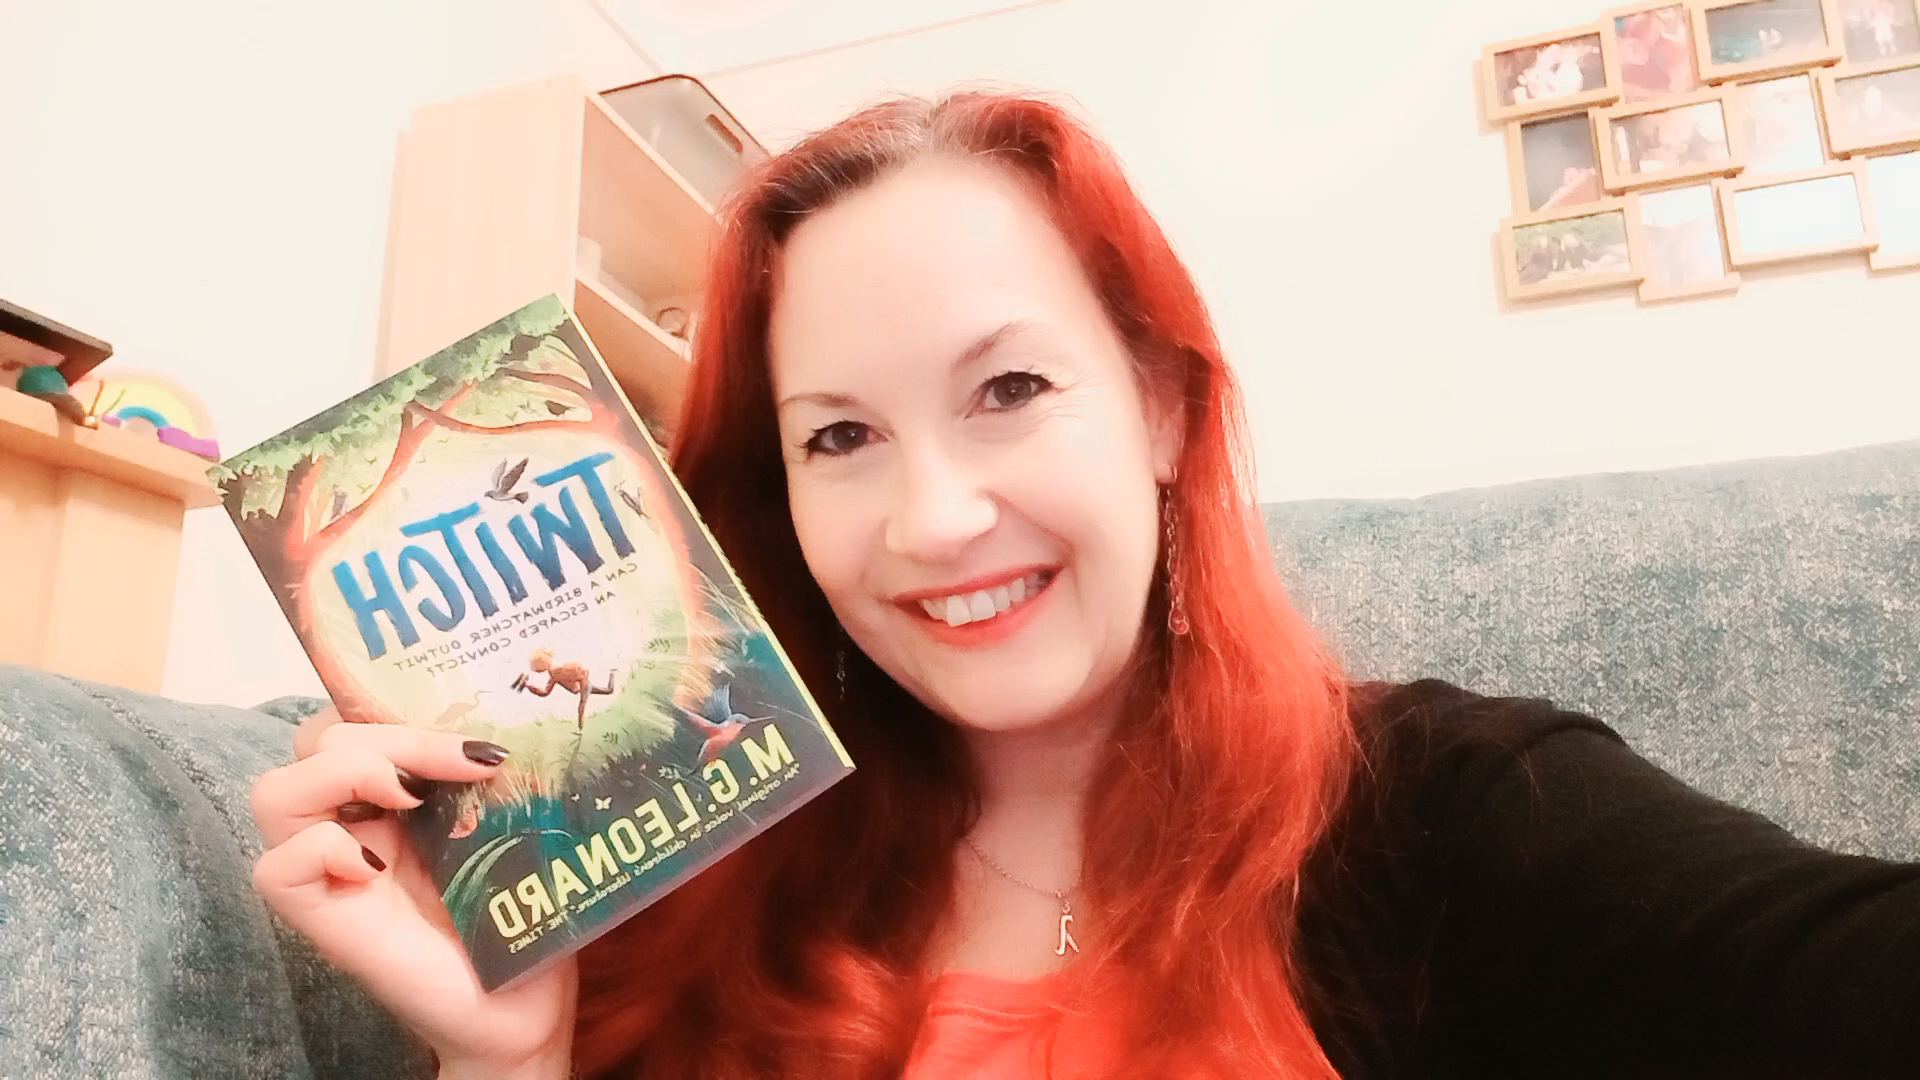 TWITCH
CAN A BIRDWATCHER OUTWIT
AN ESCAPED CONVICT?
M. G. LEONARD
"An original voice in children's literature." THE TIMES